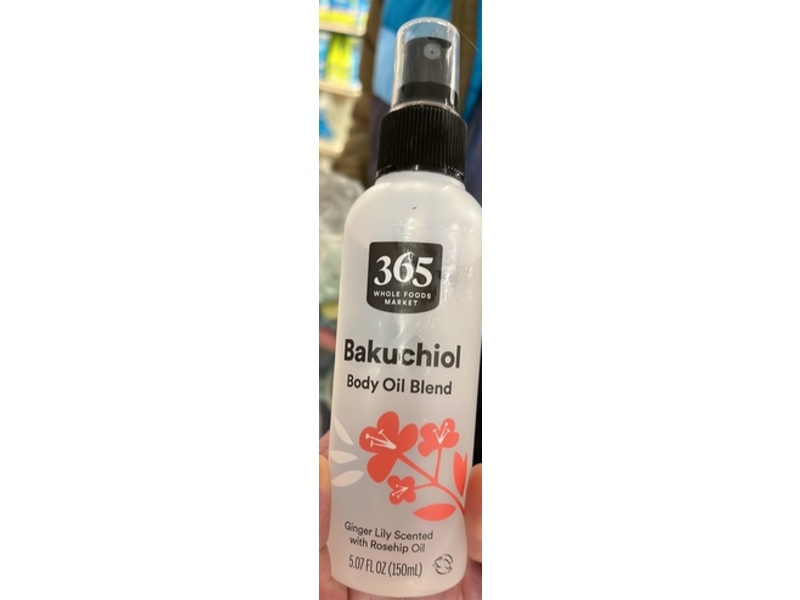 365
WHOLE FOODS
MARKET
Bakuchiol
Body Oil Blend
Ginger Lily Scented
with Rosehip Oil
5.07 FL OZ (150mL)